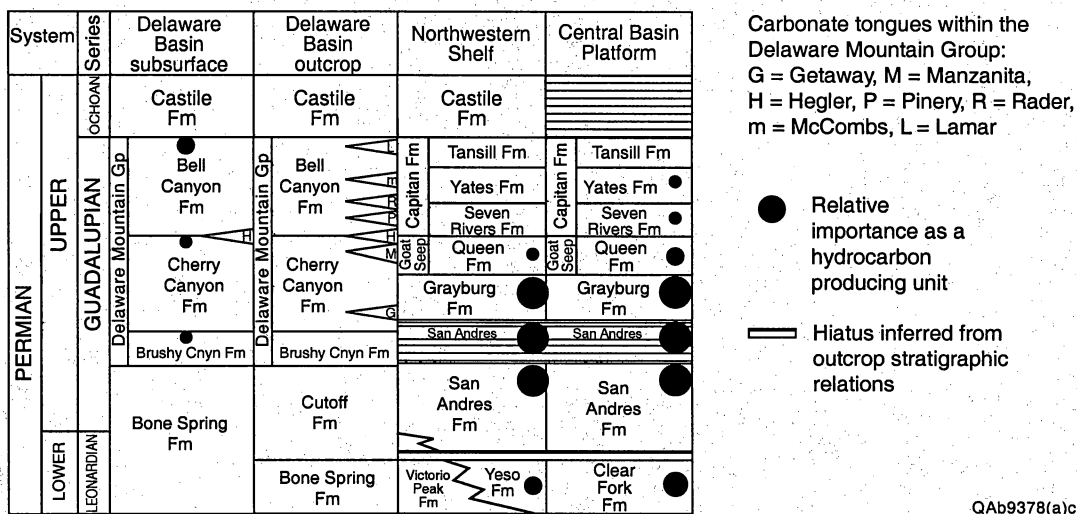 System
Series
Delaware
Basin
subsurface
Delaware
Basin
outcrop
Northwestern
Shelf
Central Basin
Platform
PERMIAN
UPPER
LOWER
OCHOAN
GUADALUPIAN
LEONARDIAN
Castile
Fm
Delaware Mountain Gp
Bell
Canyon
Fm
H
Cherry
Canyon
Fm
Brushy Cnyn Fm
Bone Spring
Fm
Castile
Fm
Delaware Mountain Gp
Bell
Canyon
Fm
L
m
R
P
H
M
Cherry
Canyon
Fm
G
Brushy Cnyn Fm
Cutoff
Fm
Bone Spring
Fm
Castile
Fm
Capitan Fm
Tansill Fm
Yates Fm
Seven
Rivers Fm
Goat
Seep
Queen
Fm
Grayburg
Fm
San Andres
San
Andres
Fm
Victorio
Peak
Fm
Yeso
Fm
Capitan Fm
Tansill Fm
Yates Fm
Seven
Rivers Fm
Goat
Seep
Queen
Fm
Grayburg
Fm
San Andres
San
Andres
Fm
Clear
Fork
Fm
Carbonate tongues within the
Delaware Mountain Group:
G = Getaway, M = Manzanita,
H = Hegler, P = Pinery, R = Rader,
m = McCombs, L = Lamar
Relative
importance as a
hydrocarbon
producing unit
Hiatus inferred from
outcrop stratigraphic
relations
QAb9378(a)c